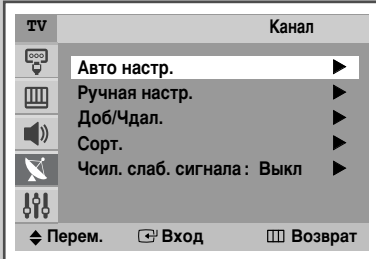 TV Канал
Авто настр.
Ручная настр.
Доб/Чдал.
Сорт.
Чсил. слаб. сигнала : Выкл
Перем. Вход Возврат